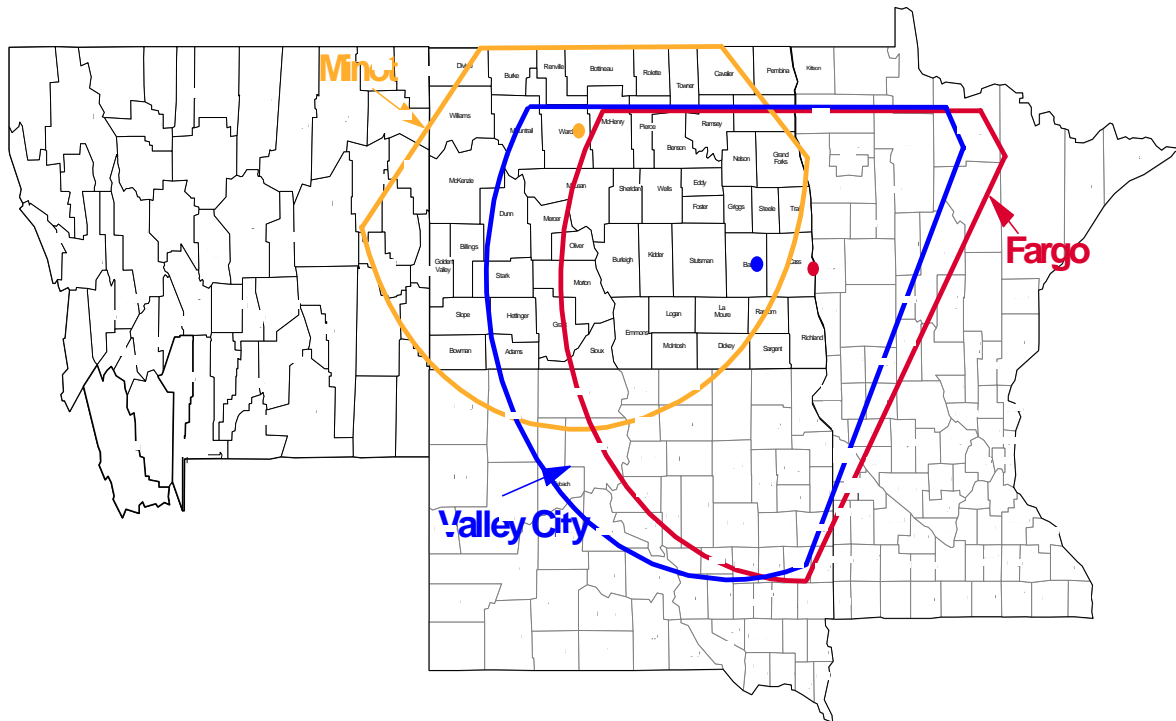 Minot
Divide
Burke
Renville
Bottineau
Rolette
Towner
Cavalier
Pembina
Kittson
Williams
Mountrail
Ward
McHenry
Pierce
Ramsey
Benson
Nelson
Grand
Forks
McKenzie
McLean
Sheridan
Wells
Eddy
Foster
Griggs
Steele
Traill
Dunn
Mercer
Oliver
Golden
Valley
Billings
Stark
Morton
Burleigh
Kidder
Stutsman
Cass
Fargo
Slope
Hettinger
Grant
Emmons
Logan
La
Moure
Ransom
Richland
Bowman
Adams
Sioux
McIntosh
Dickey
Sargent
Valley City